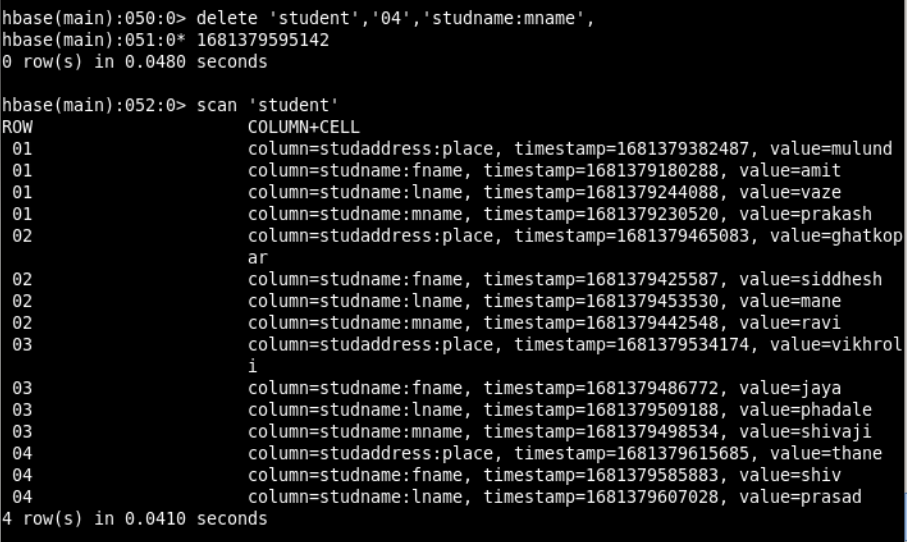 hbase(main):050:0> delete 'student','04','studname:mname',
hbase(main):051:0* 1681379595142
0 row(s) in 0.0480 seconds
hbase(main):052:0> scan 'student'
ROW COLUMN+CELL
01 column=studaddress:place, timestamp=1681379382487, value=mulund
01 column=studname:fname, timestamp=1681379180288, value=amit
01 column=studname:lname, timestamp=1681379244088, value=vaze
01 column=studname:mname, timestamp=1681379230520, value=prakash
02 column=studaddress:place, timestamp=1681379465083, value=ghatkop
ar
02 column=studname:fname, timestamp=1681379425587, value=siddhesh
02 column=studname:lname, timestamp=1681379453530, value=mane
02 column=studname:mname, timestamp=1681379442548, value=ravi
03 column=studaddress:place, timestamp=1681379534174, value=vikhrol
i
03 column=studname:fname, timestamp=1681379486772, value=jaya
03 column=studname:lname, timestamp=1681379509188, value=phadale
03 column=studname:mname, timestamp=1681379498534, value=shivaji
04 column=studaddress:place, timestamp=1681379615685, value=thane
04 column=studname:fname, timestamp=1681379585883, value=shiv
04 column=studname:lname, timestamp=1681379607028, value=prasad
4 row(s) in 0.0410 seconds